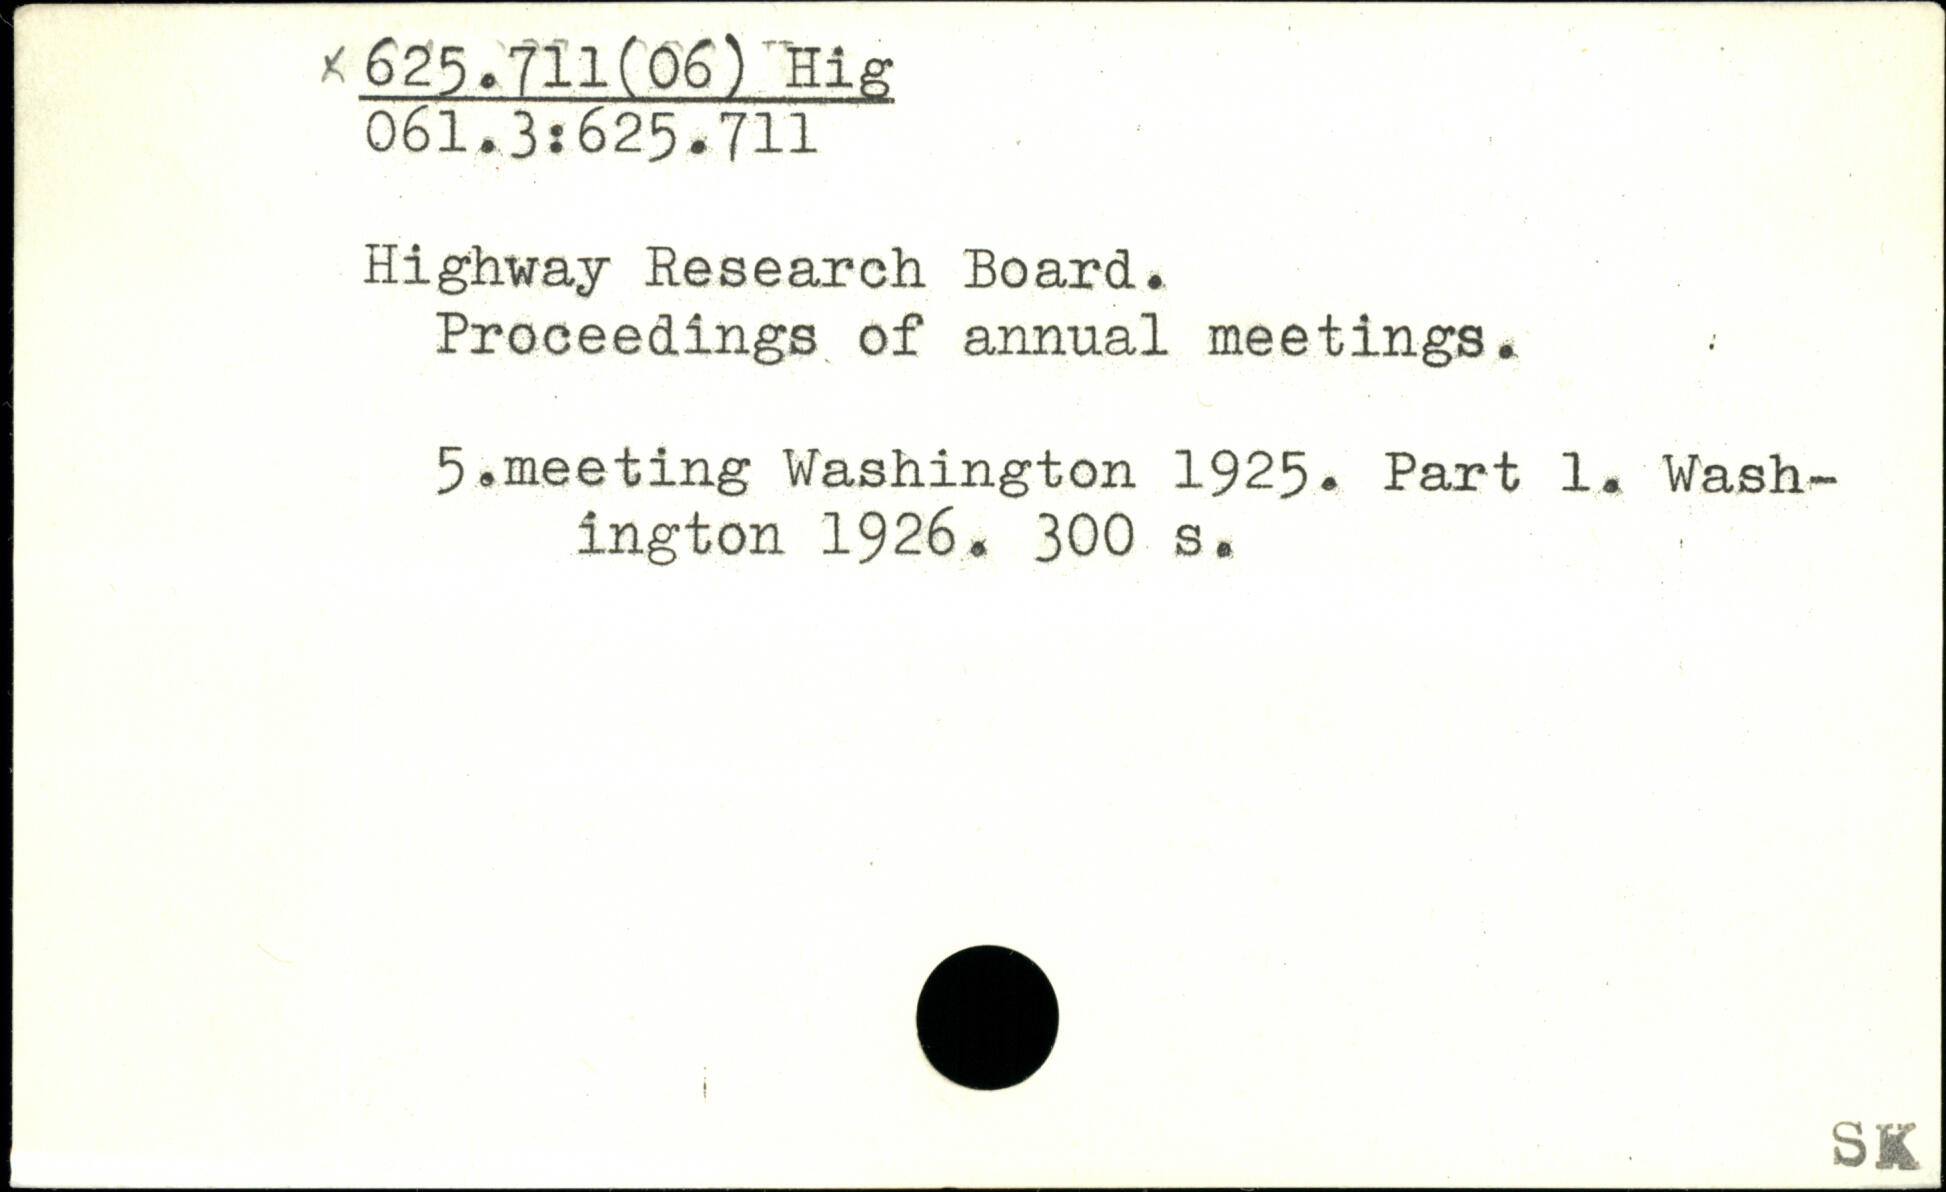 x 625.711(06) Hig
061.3:625.711
Highway Research Board.
Proceedings of annual meetings.
5.meeting Washington 1925. Part 1. Wash-
ington 1926. 300 s.
SK